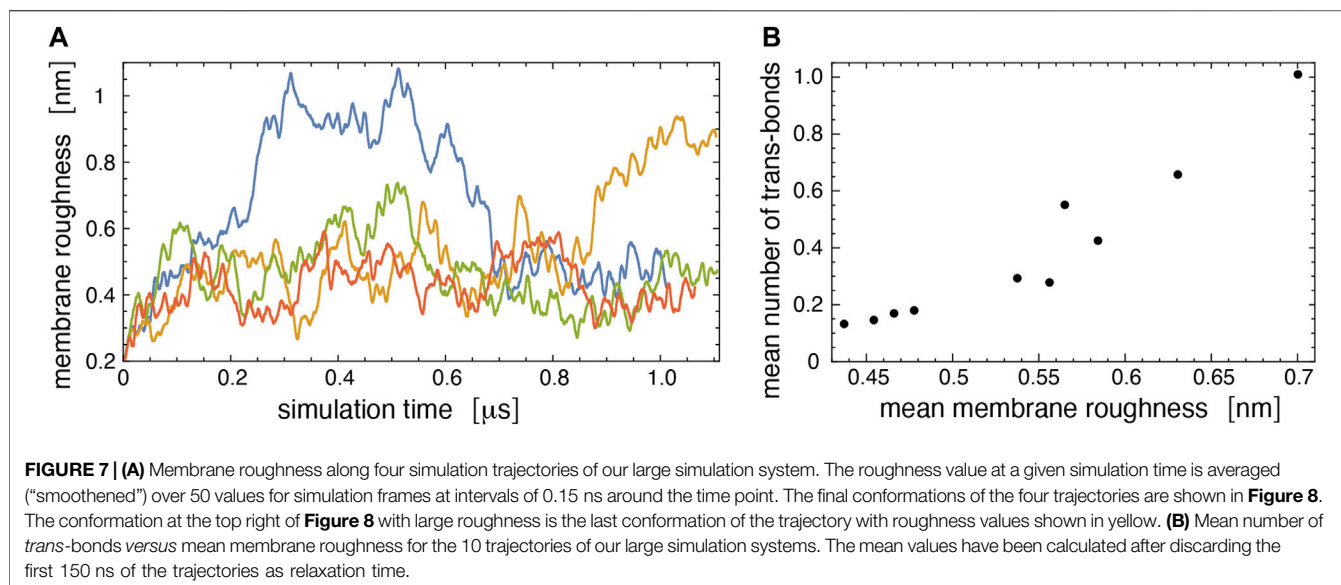 A
membrane roughness [nm]
1
0.8
0.6
0.4
0.2
0 0.2 0.4 0.6 0.8 1.0
simulation time [μs]
B
mean number of trans-bonds
1.0
0.8
0.6
0.4
0.2
0
0.45 0.5 0.55 0.6 0.65 0.7
mean membrane roughness [nm]
FIGURE 7 | (A) Membrane roughness along four simulation trajectories of our large simulation system. The roughness value at a given simulation time is averaged
(“smoothened”) over 50 values for simulation frames at intervals of 0.15 ns around the time point. The final conformations of the four trajectories are shown in Figure 8.
The conformation at the top right of Figure 8 with large roughness is the last conformation of the trajectory with roughness values shown in yellow. (B) Mean number of
trans-bonds versus mean membrane roughness for the 10 trajectories of our large simulation systems. The mean values have been calculated after discarding the
first 150 ns of the trajectories as relaxation time.